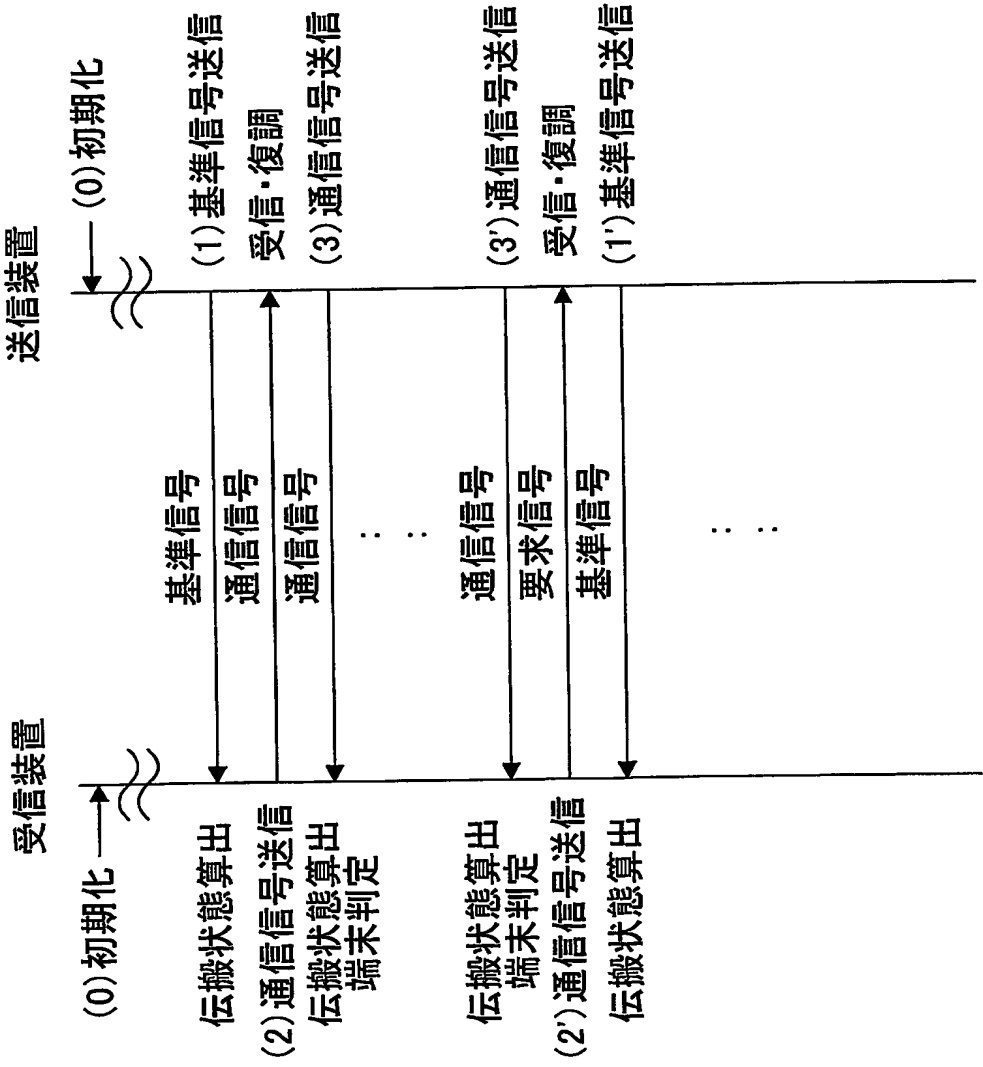 受信装置
送信装置
(0)初期化
(0)初期化
基準信号
伝搬状態算出
(1)基準信号送信
通信信号
(2)通信信号送信
受信・復調
通信信号
伝搬状態算出
端末判定
(3)通信信号送信
通信信号
伝搬状態算出
端末判定
(3')通信信号送信
要求信号
(2')通信信号送信
受信・復調
基準信号
伝搬状態算出
(1')基準信号送信